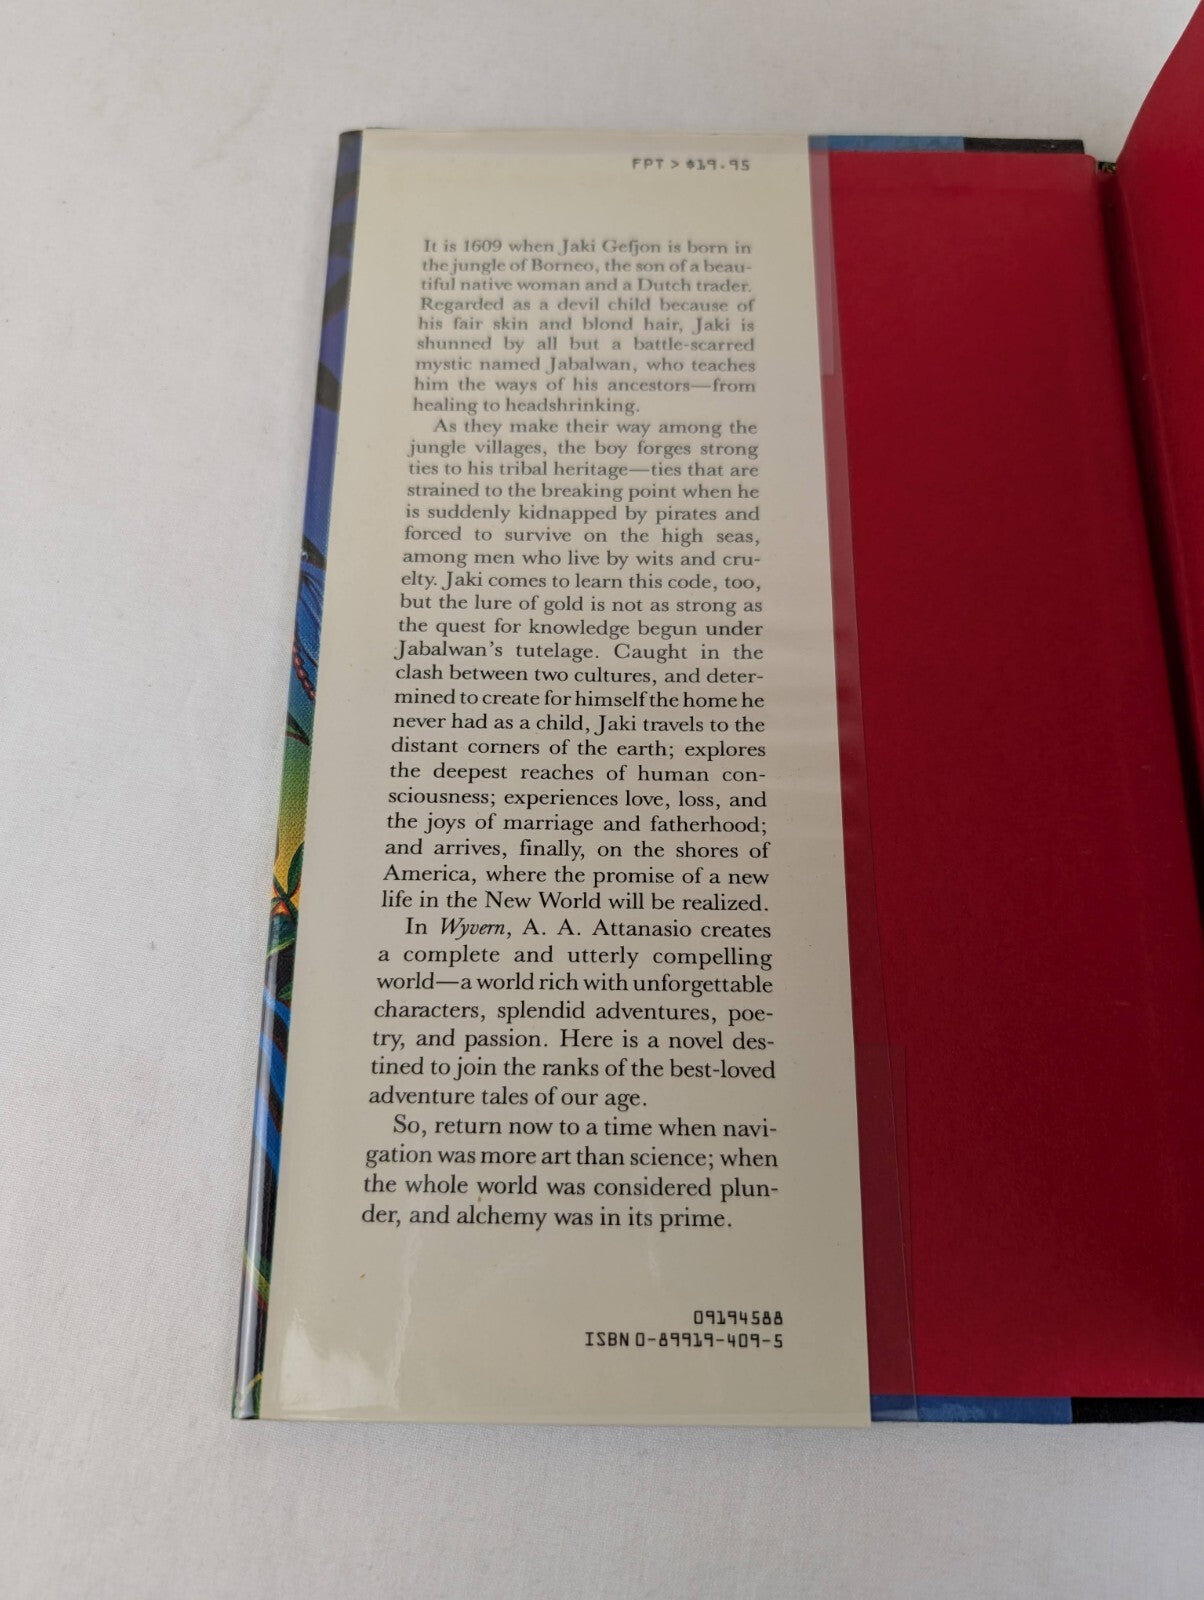 FPT > $19.95
It is 1609 when Jaki Gefjon is born in
the jungle of Borneo, the son of a beau-
tiful native woman and a Dutch trader.
Regarded as a devil child because of
his fair skin and blond hair, Jaki is
shunned by all but a battle-scarred
mystic named Jabalwan, who teaches
him the ways of his ancestors—from
healing to headshrinking.
As they make their way among the
jungle villages, the boy forges strong
ties to his tribal heritage—ties that are
strained to the breaking point when he
is suddenly kidnapped by pirates and
forced to survive on the high seas,
among men who live by wits and cru-
elty. Jaki comes to learn this code, too,
but the lure of gold is not as strong as
the quest for knowledge begun under
Jabalwan's tutelage. Caught in the
clash between two cultures, and deter-
mined to create for himself the home he
never had as a child, Jaki travels to the
distant corners of the earth; explores
the deepest reaches of human con-
sciousness; experiences love, loss, and
the joys of marriage and fatherhood;
and arrives, finally, on the shores of
America, where the promise of a new
life in the New World will be realized.
In Wyvern, A. A. Attanasio creates
a complete and utterly compelling
world—a world rich with unforgettable
characters, splendid adventures, poe-
try, and passion. Here is a novel des-
tined to join the ranks of the best-loved
adventure tales of our age.
So, return now to a time when navi-
gation was more art than science; when
the whole world was considered plun-
der, and alchemy was in its prime.
09194588
ISBN 0-89919-409-5